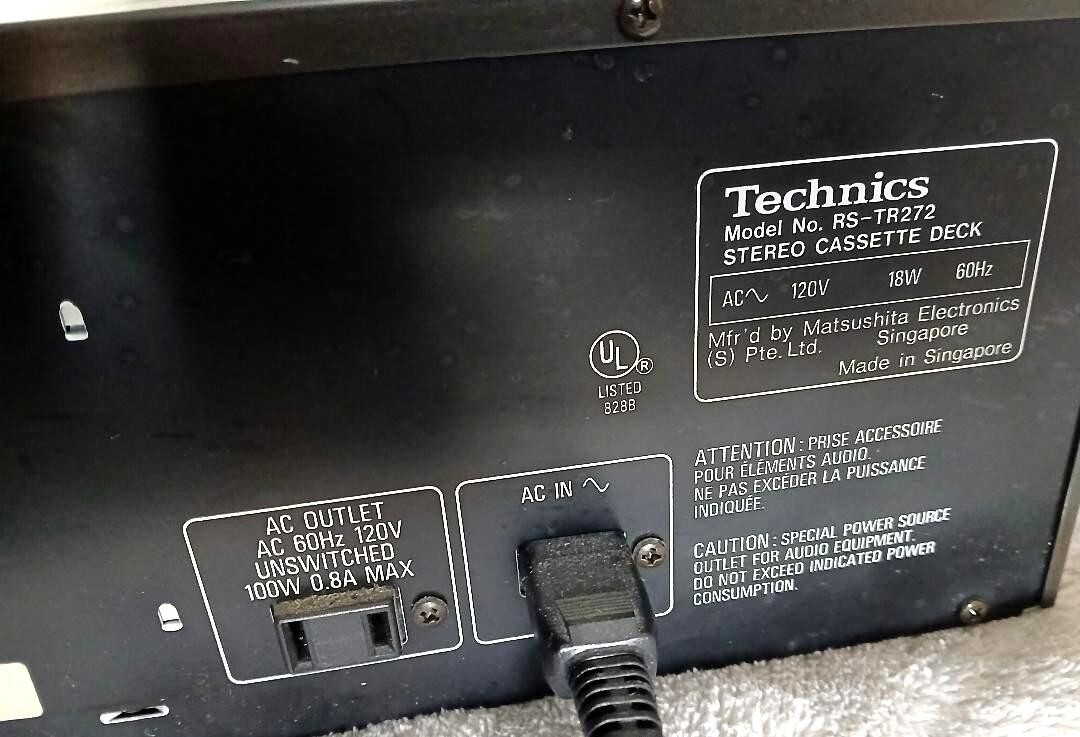 Technics
Model No. RS-TR272
STEREO CASSETTE DECK
AC∿ 120V 18W 60Hz
Mfr'd by Matsushita Electronics
(S) Pte. Ltd. Singapore
Made in Singapore
UL ®
LISTED
828B
ATTENTION : PRISE ACCESSOIRE
POUR ÉLÉMENTS AUDIO.
NE PAS EXCÉDER LA PUISSANCE
INDIQUÉE.
CAUTION : SPECIAL POWER SOURCE
OUTLET FOR AUDIO EQUIPMENT.
DO NOT EXCEED INDICATED POWER
CONSUMPTION.
AC IN ∿
AC OUTLET
AC 60Hz 120V
UNSWITCHED
100W 0.8A MAX